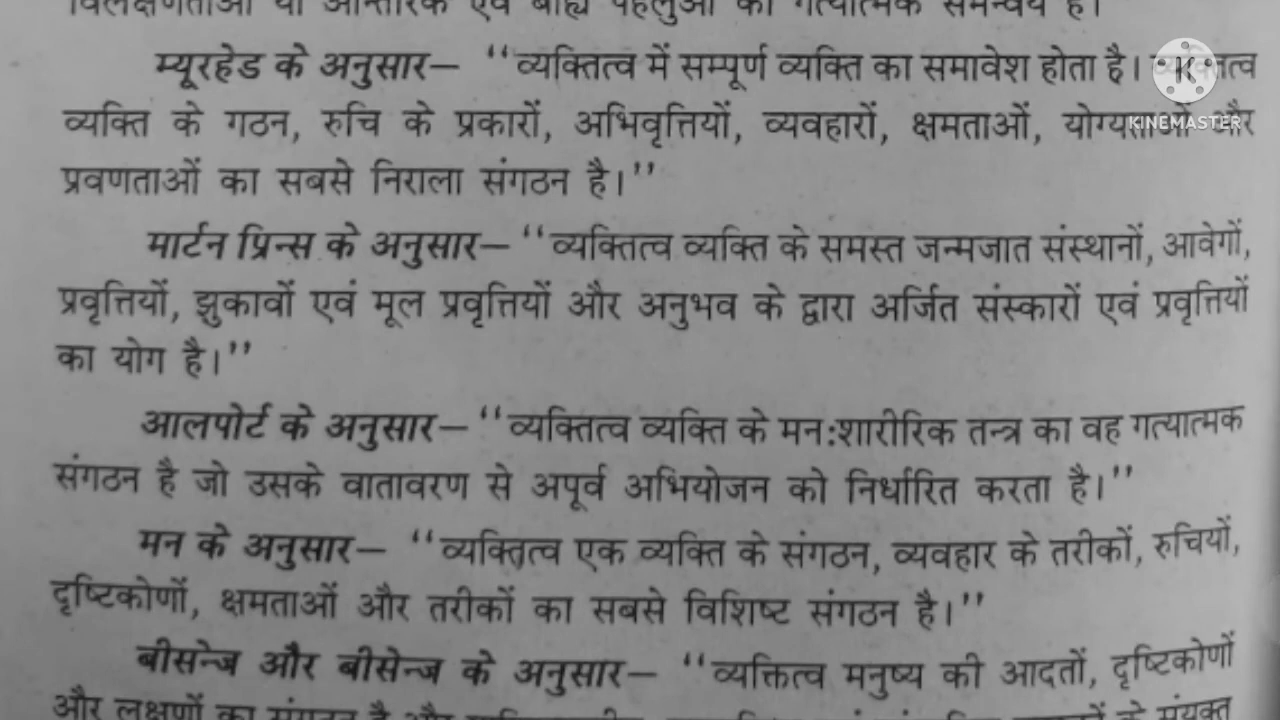 विलक्षणताओं या आन्तरिक एवं बाह्य पहलुओं का गत्यात्मक समन्वय है।
म्यूरहेड के अनुसार— ‘‘व्यक्तित्व में सम्पूर्ण व्यक्ति का समावेश होता है। व्यक्तित्व
व्यक्ति के गठन, रुचि के प्रकारों, अभिवृत्तियों, व्यवहारों, क्षमताओं, योग्यताओं और
प्रवणताओं का सबसे निराला संगठन है।’’
मार्टन प्रिन्स के अनुसार— ‘‘व्यक्तित्व व्यक्ति के समस्त जन्मजात संस्थानों, आवेगों,
प्रवृत्तियों, झुकावों एवं मूल प्रवृत्तियों और अनुभव के द्वारा अर्जित संस्कारों एवं प्रवृत्तियों
का योग है।’’
आलपोर्ट के अनुसार— ‘‘व्यक्तित्व व्यक्ति के मन:शारीरिक तन्त्र का वह गत्यात्मक
संगठन है जो उसके वातावरण से अपूर्व अभियोजन को निर्धारित करता है।’’
मन के अनुसार— ‘‘व्यक्तित्व एक व्यक्ति के संगठन, व्यवहार के तरीकों, रुचियों,
दृष्टिकोणों, क्षमताओं और तरीकों का सबसे विशिष्ट संगठन है।’’
बीसन्ज और बीसेन्ज के अनुसार— ‘‘व्यक्तित्व मनुष्य की आदतों, दृष्टिकोणों
और लक्षणों का संगठन है और संयुक्त
K
KINEMASTER